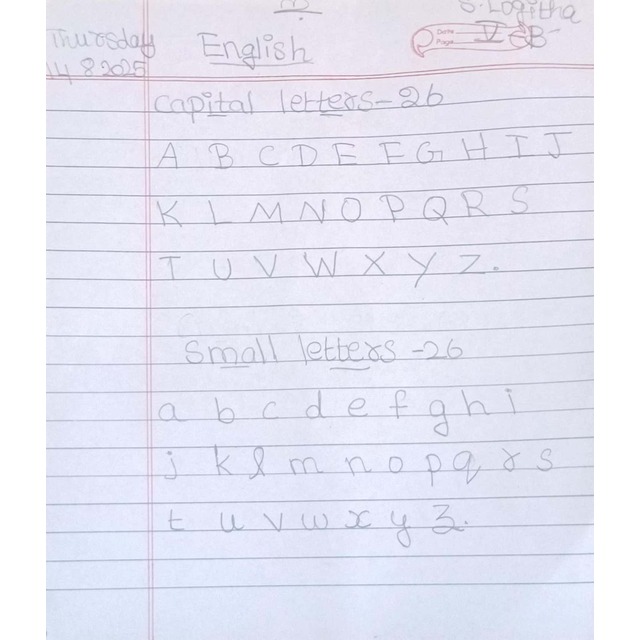 S. Logitha
Thursday English Date V-B
14.8.2025 Page
Capital letters-26
A B C D E F G H I J
K L M N O P Q R S
T U V W X Y Z.
Small letters -26
a b c d e f g h i
j k l m n o p q r s
t u v w x y z.